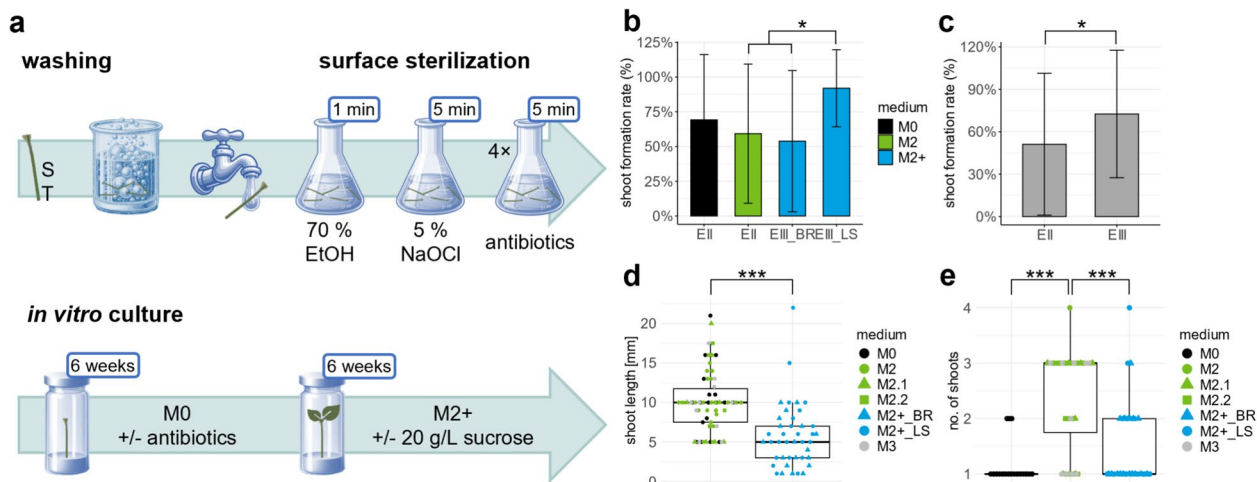 a
washing
surface sterilization
1 min
5 min
5 min
S
T
4×
70 %
EtOH
5 %
NaOCl
antibiotics
in vitro culture
6 weeks
6 weeks
M0
+/- antibiotics
M2+
+/- 20 g/L sucrose
b
*
shoot formation rate (%)
125%
100%
75%
50%
25%
0%
EII
EII
EIII_BR
EIII_LS
medium
M0
M2
M2+
c
*
shoot formation rate (%)
120%
90%
60%
30%
0%
EII
EIII
d
***
shoot length [mm]
20
15
10
5
0
medium
M0
M2
M2.1
M2.2
M2+_BR
M2+_LS
M3
e
***
***
no. of shoots
4
3
2
1
medium
M0
M2
M2.1
M2.2
M2+_BR
M2+_LS
M3